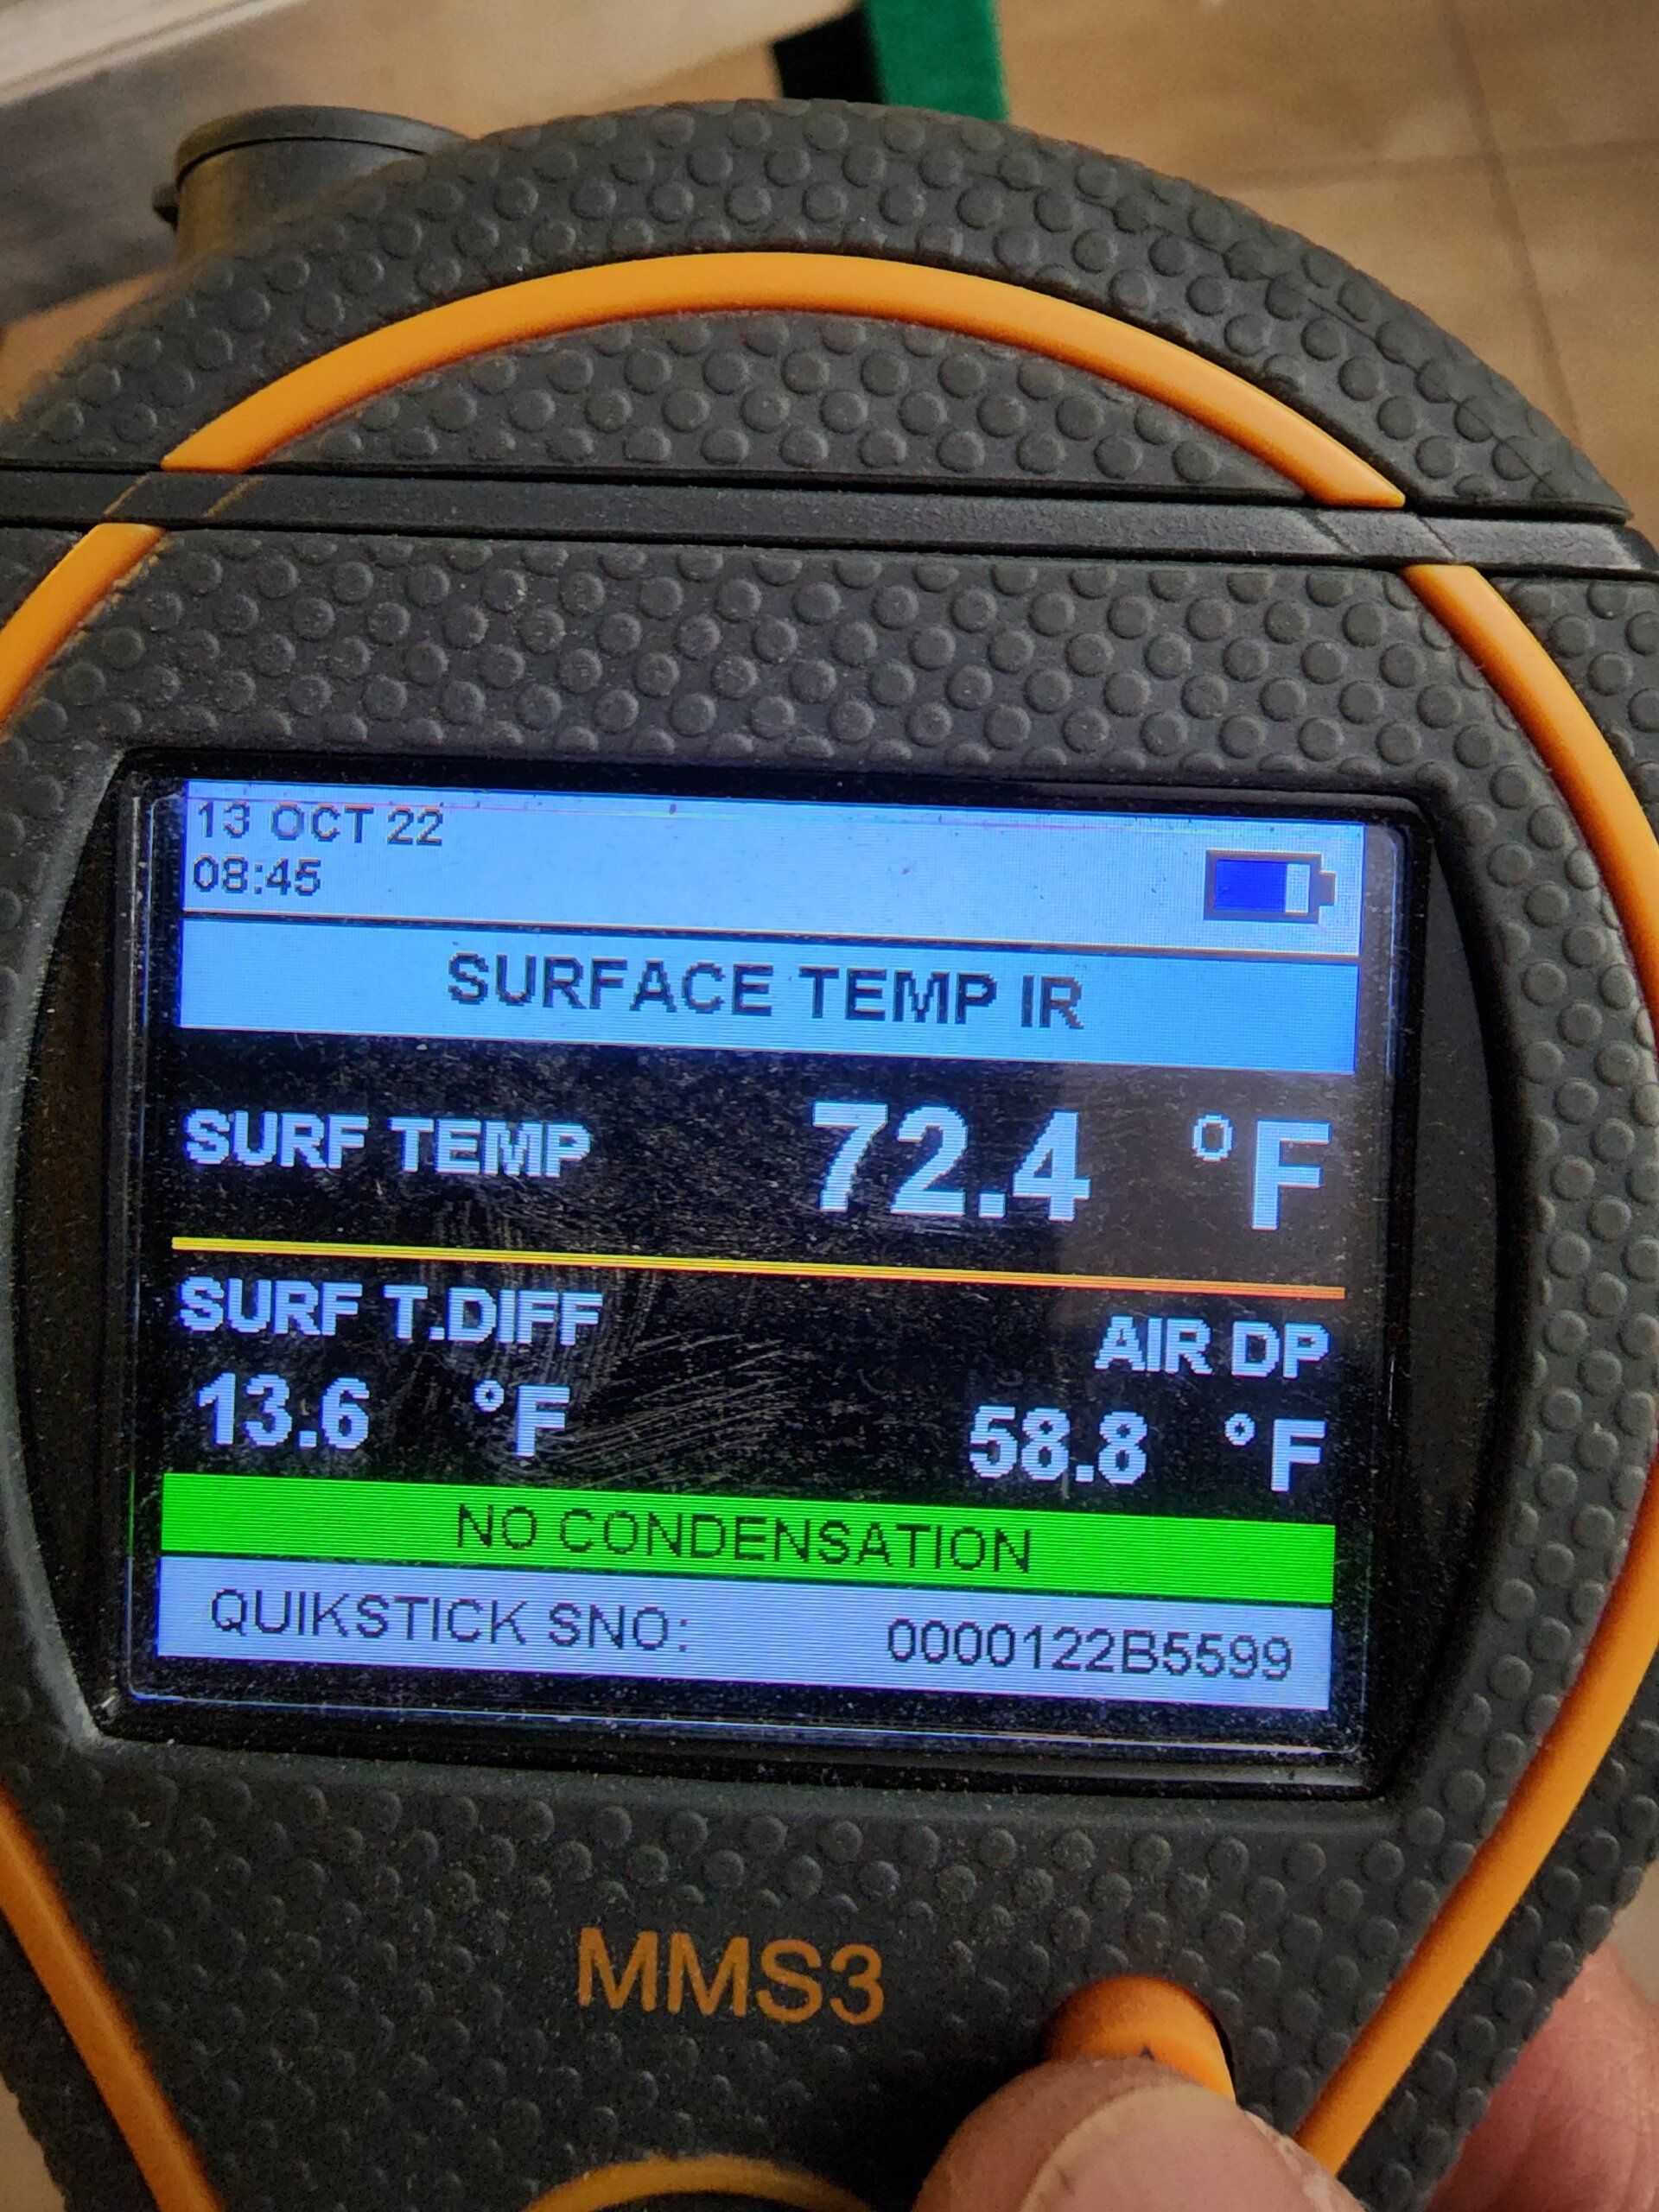 13 OCT 22
08:45
SURFACE TEMP IR
SURF TEMP 72.4 °F
SURF T.DIFF AIR DP
13.6 °F 58.8 °F
NO CONDENSATION
QUIKSTICK SNO: 0000122B5599
MMS3